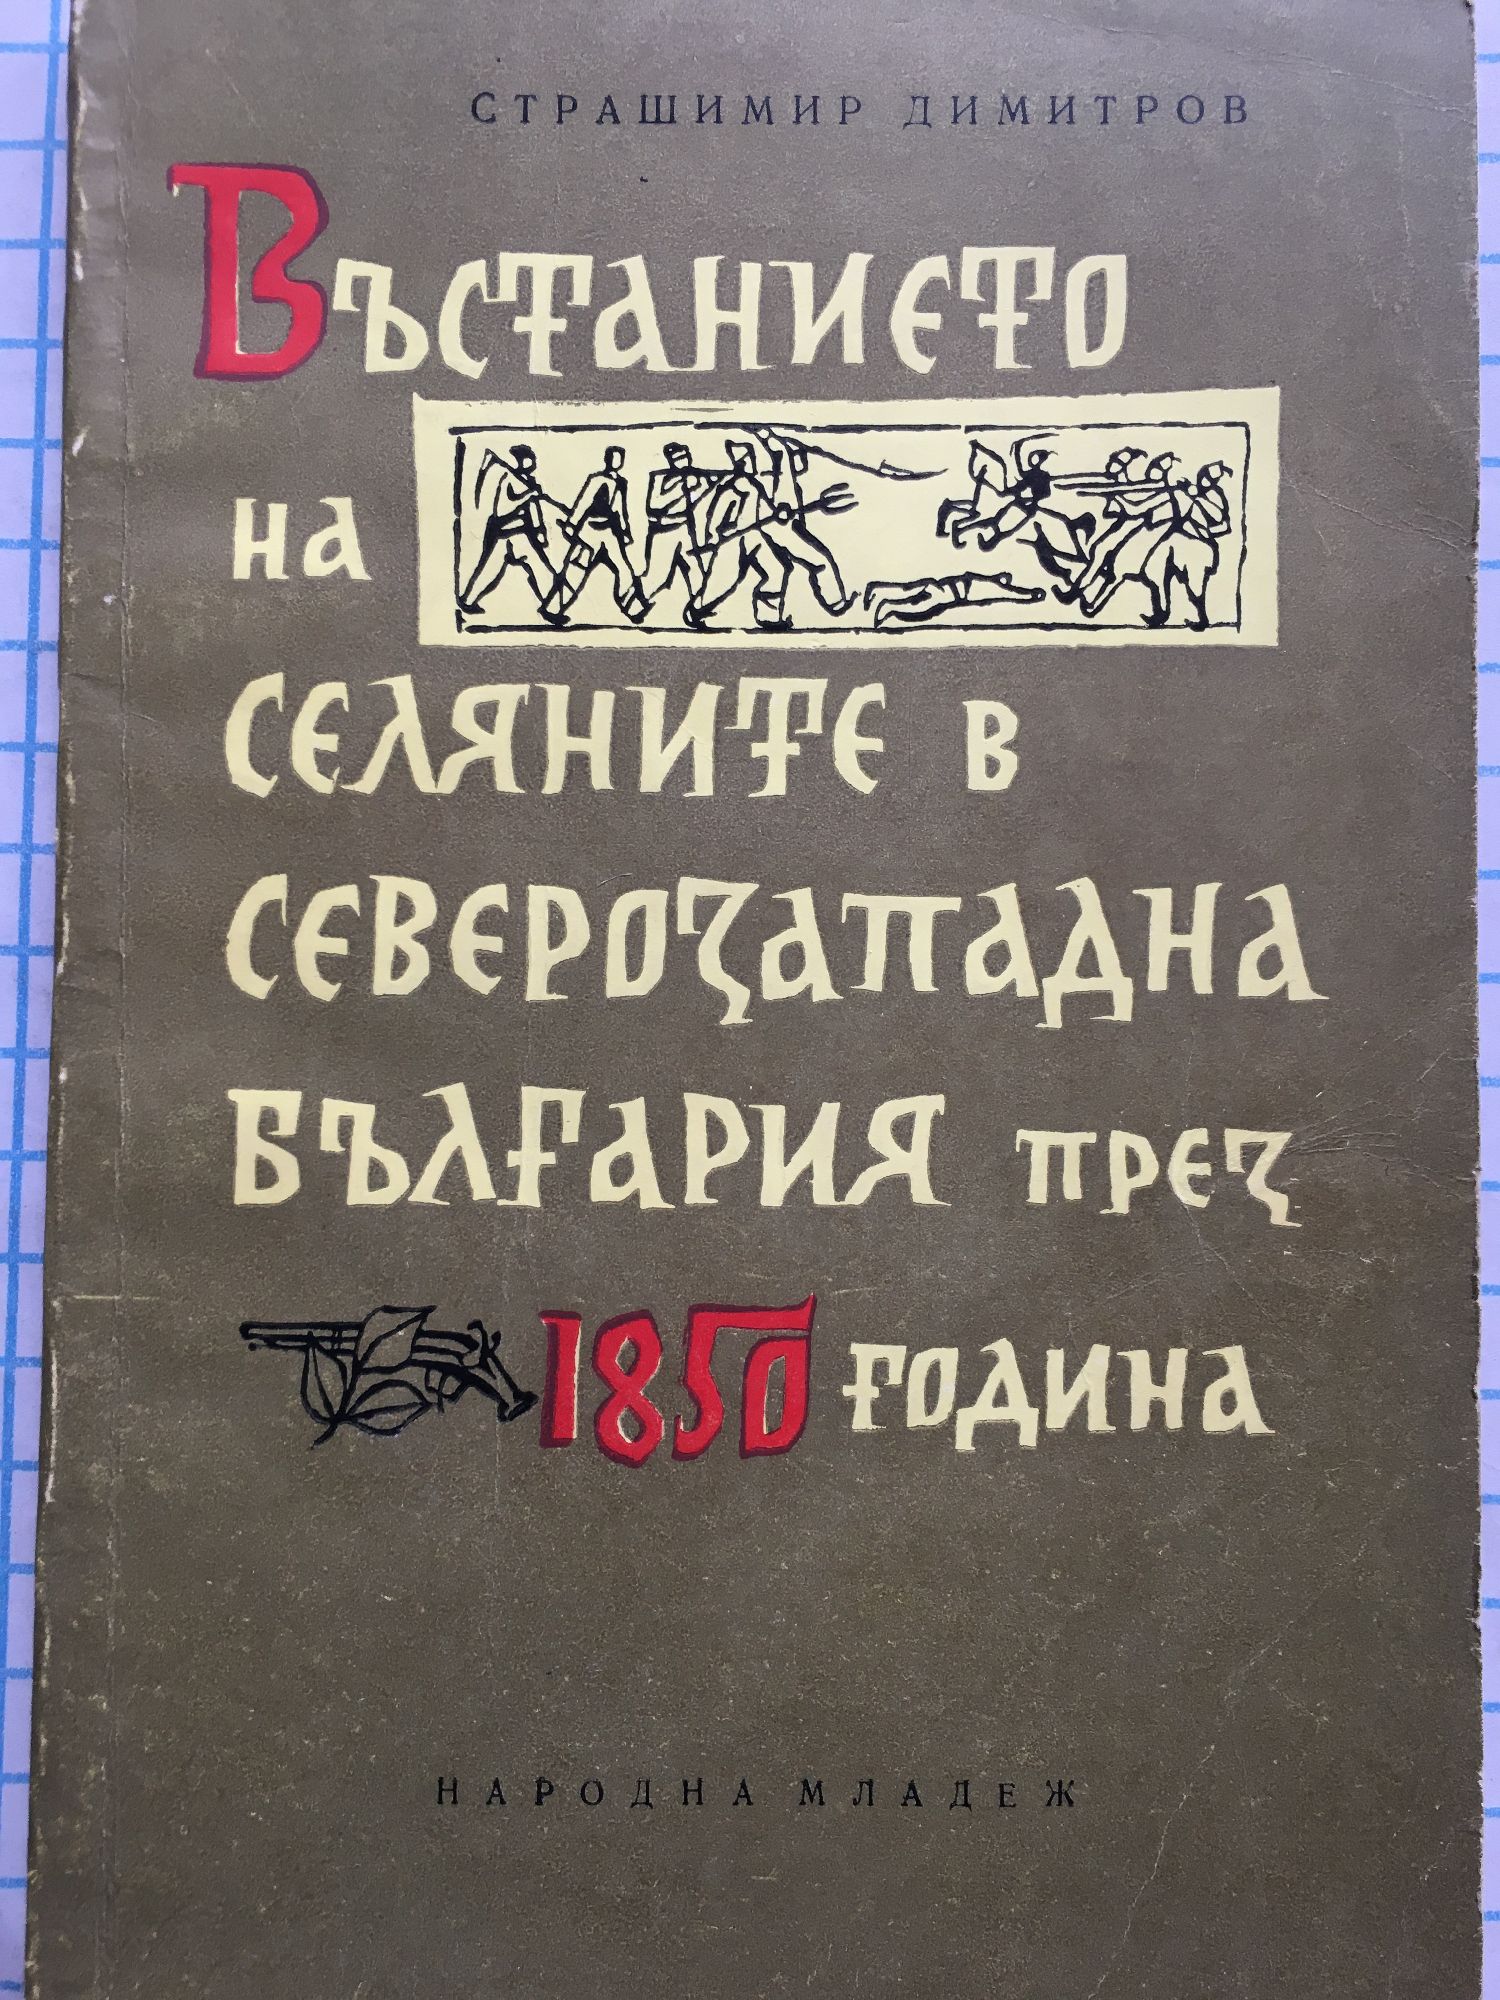 СТРАШИМИР ДИМИТРОВ
Въстанието
на
селяните в
северозападна
България през
1850 година
НАРОДНА МЛАДЕЖ